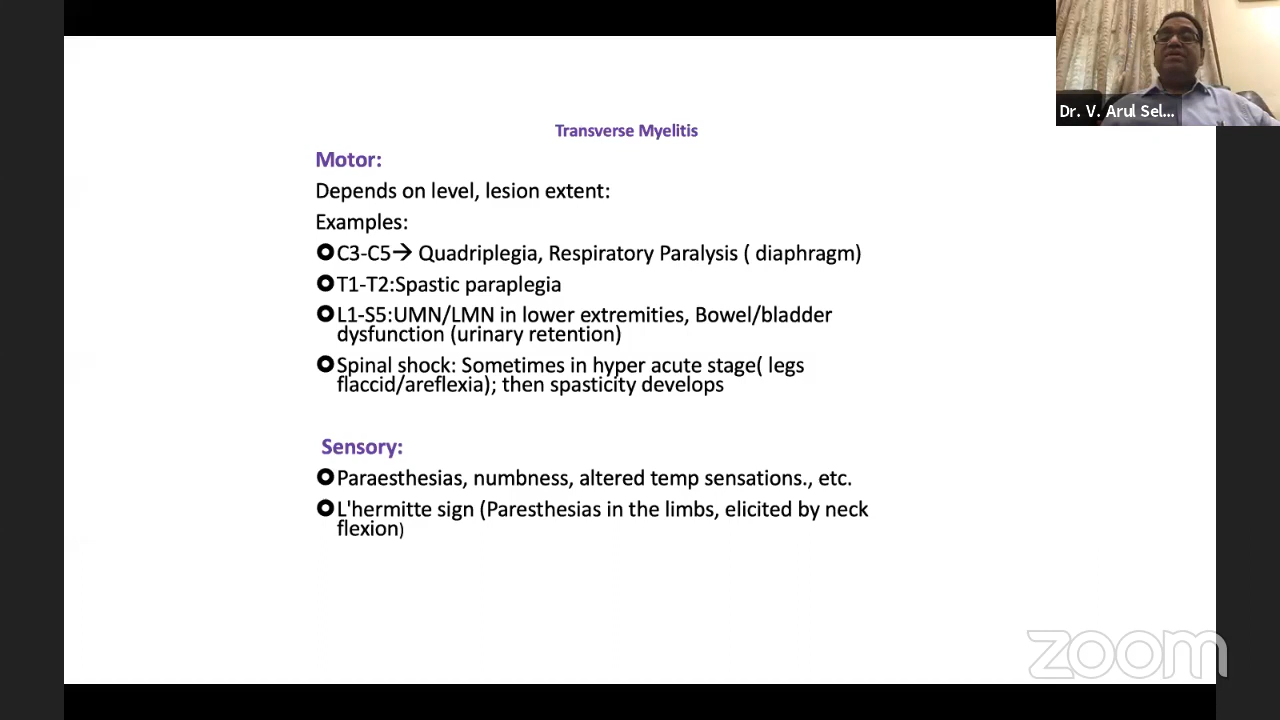 Dr. V. Arul Sel...
Transverse Myelitis
Motor:
Depends on level, lesion extent:
Examples:
C3-C5→ Quadriplegia, Respiratory Paralysis ( diaphragm)
T1-T2:Spastic paraplegia
L1-S5:UMN/LMN in lower extremities, Bowel/bladder
dysfunction (urinary retention)
Spinal shock: Sometimes in hyper acute stage( legs
flaccid/areflexia); then spasticity develops
Sensory:
Paraesthesias, numbness, altered temp sensations., etc.
L'hermitte sign (Paresthesias in the limbs, elicited by neck
flexion)
zoom